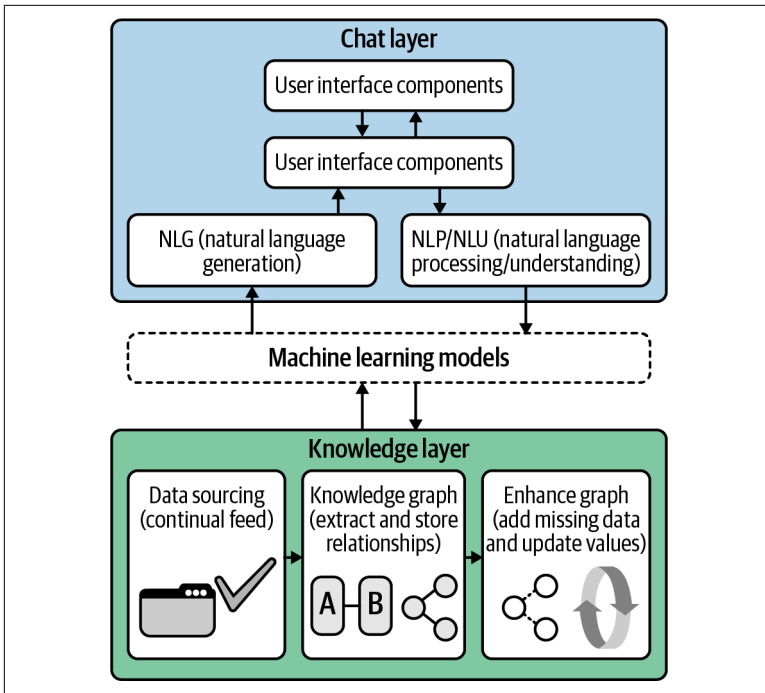 Chat layer
User interface components
User interface components
NLG (natural language
generation)
NLP/NLU (natural language
processing/understanding)
Machine learning models
Knowledge layer
Data sourcing
(continual feed)
Knowledge graph
(extract and store
relationships)
A B
Enhance graph
(add missing data
and update values)